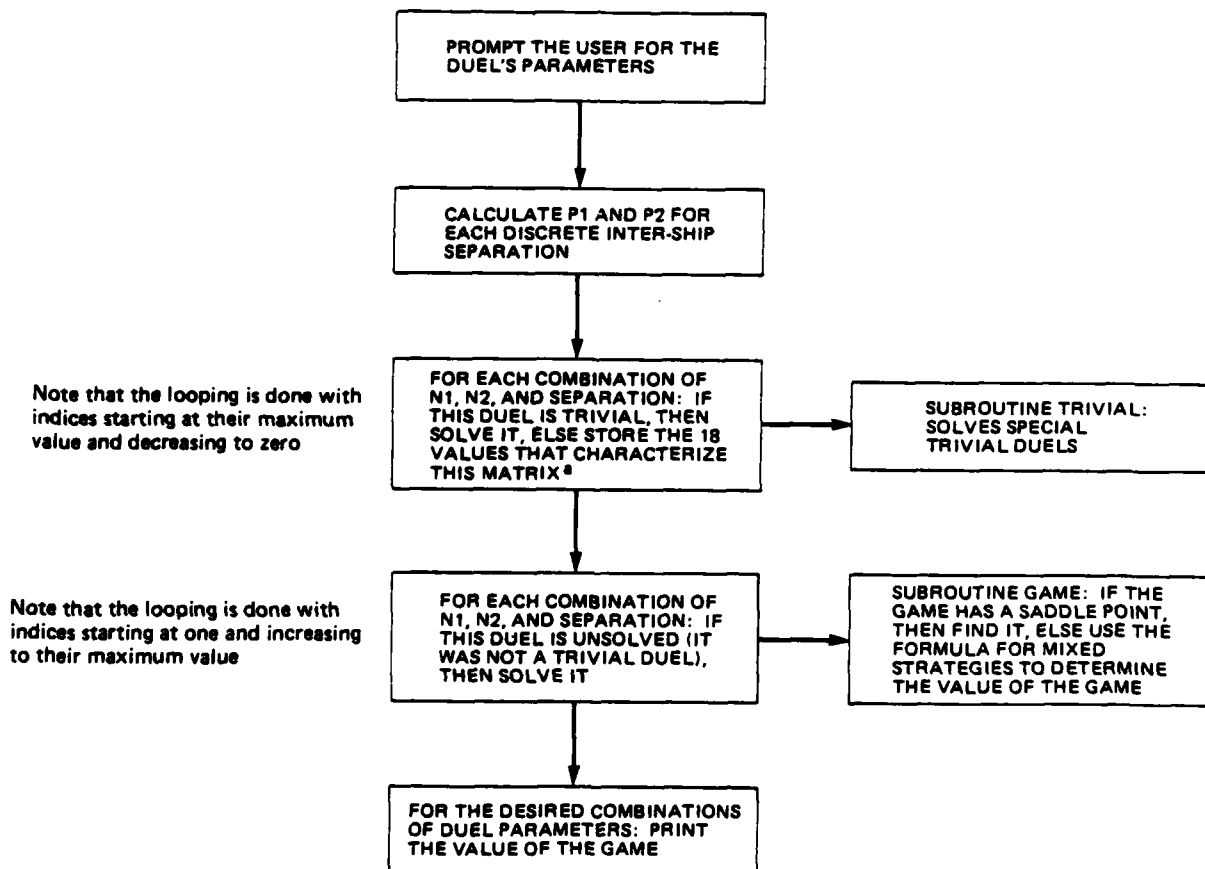 PROMPT THE USER FOR THE
DUEL'S PARAMETERS
CALCULATE P1 AND P2 FOR
EACH DISCRETE INTER-SHIP
SEPARATION
Note that the looping is done with
indices starting at their maximum
value and decreasing to zero
FOR EACH COMBINATION OF
N1, N2, AND SEPARATION: IF
THIS DUEL IS TRIVIAL, THEN
SOLVE IT, ELSE STORE THE 18
VALUES THAT CHARACTERIZE
THIS MATRIX a
SUBROUTINE TRIVIAL:
SOLVES SPECIAL
TRIVIAL DUELS
Note that the looping is done with
indices starting at one and increasing
to their maximum value
FOR EACH COMBINATION OF
N1, N2, AND SEPARATION: IF
THIS DUEL IS UNSOLVED (IT
WAS NOT A TRIVIAL DUEL),
THEN SOLVE IT
SUBROUTINE GAME: IF THE
GAME HAS A SADDLE POINT,
THEN FIND IT, ELSE USE THE
FORMULA FOR MIXED
STRATEGIES TO DETERMINE
THE VALUE OF THE GAME
FOR THE DESIRED COMBINATIONS
OF DUEL PARAMETERS: PRINT
THE VALUE OF THE GAME